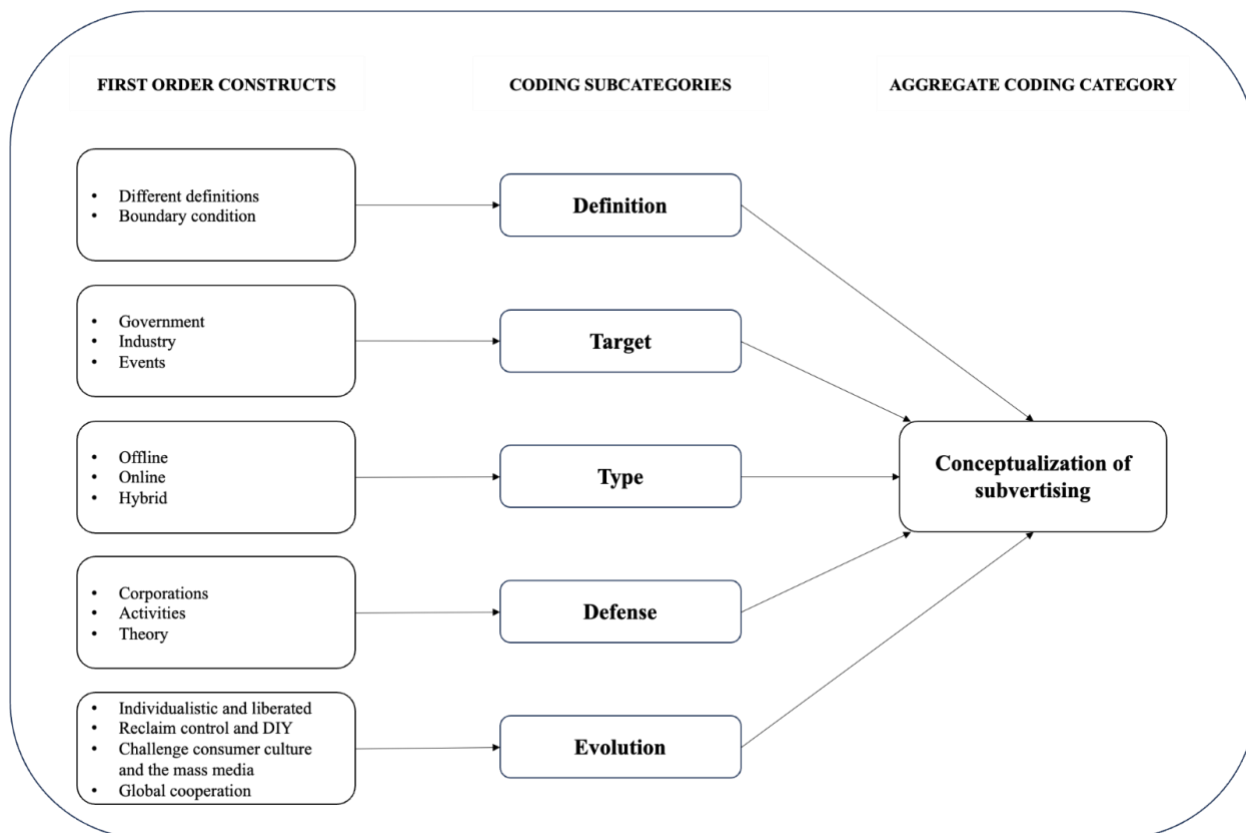 FIRST ORDER CONSTRUCTS
CODING SUBCATEGORIES
AGGREGATE CODING CATEGORY
• Different definitions
• Boundary condition
Definition
• Government
• Industry
• Events
Target
• Offline
• Online
• Hybrid
Type
Conceptualization of
subvertising
• Corporations
• Activities
• Theory
Defense
• Individualistic and liberated
• Reclaim control and DIY
• Challenge consumer culture
and the mass media
• Global cooperation
Evolution